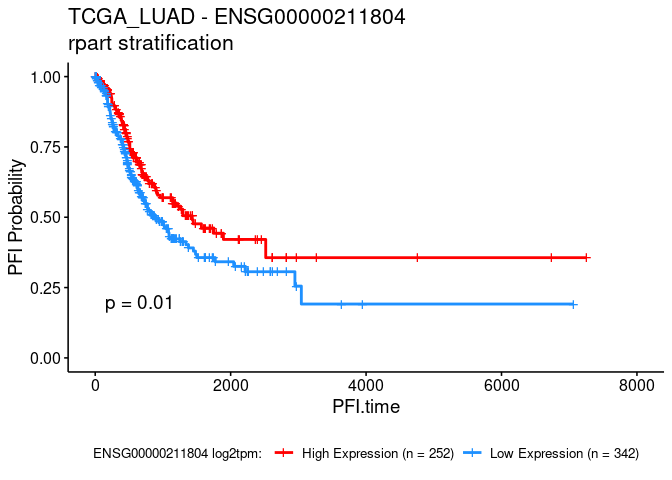 TCGA_LUAD - ENSG00000211804
rpart stratification
1.00
0.75
0.50
0.25
0.00
PFI Probability
p = 0.01
0 2000 4000 6000 8000
PFI.time
ENSG00000211804 log2tpm: High Expression (n = 252) Low Expression (n = 342)